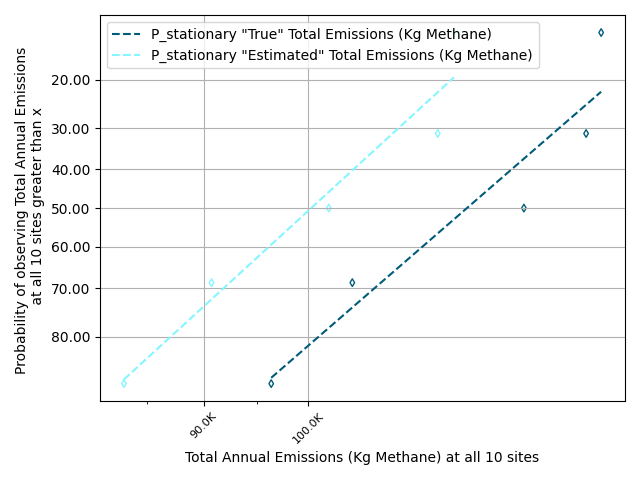 P_stationary "True" Total Emissions (Kg Methane)
P_stationary "Estimated" Total Emissions (Kg Methane)
Probability of observing Total Annual Emissions
at all 10 sites greater than x
20.00
30.00
40.00
50.00
60.00
70.00
80.00
90.0K
100.0K
Total Annual Emissions (Kg Methane) at all 10 sites